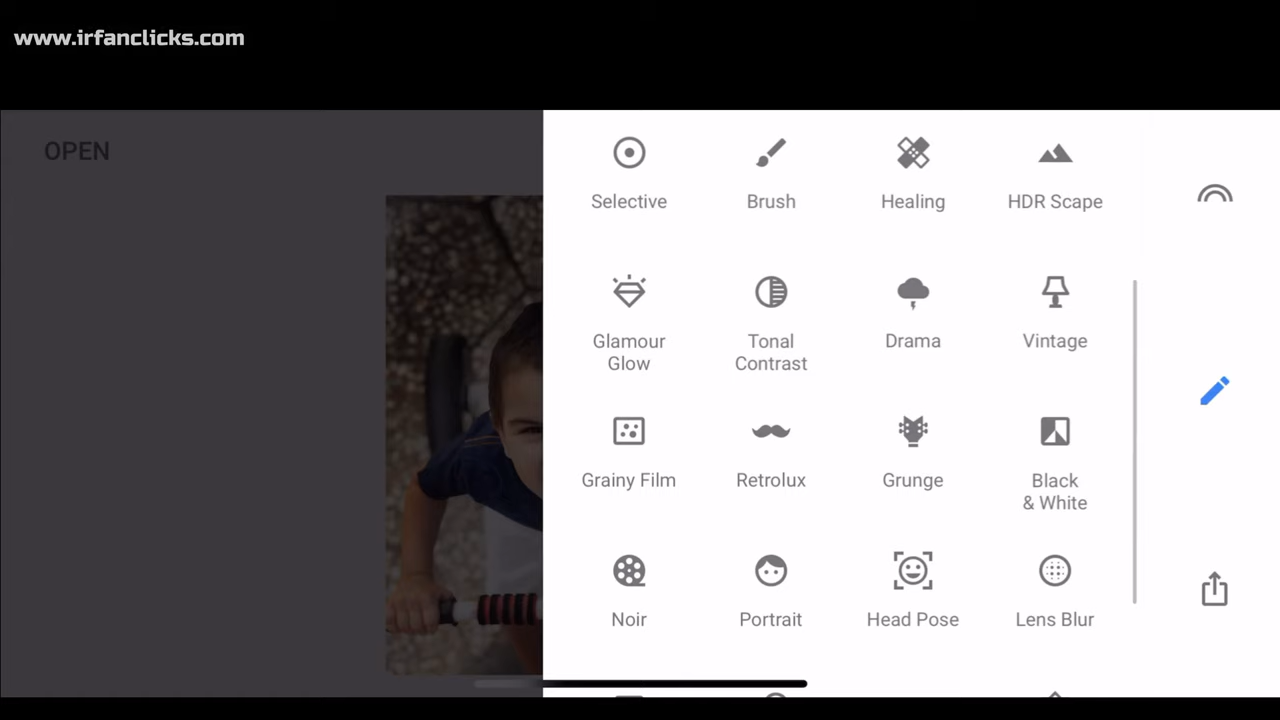 www.irfanclicks.com
OPEN
Selective
Brush
Healing
HDR Scape
Glamour
Glow
Tonal
Contrast
Drama
Vintage
Grainy Film
Retrolux
Grunge
Black
& White
Noir
Portrait
Head Pose
Lens Blur